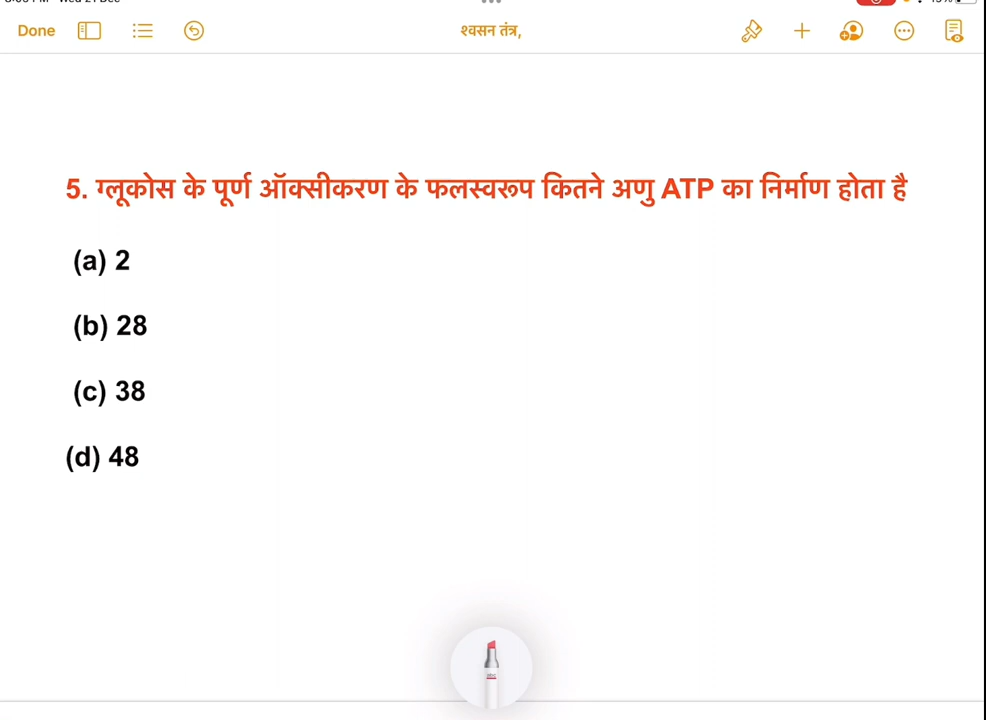 Done
श्वसन तंत्र,
5. ग्लूकोस के पूर्ण ऑक्सीकरण के फलस्वरूप कितने अणु ATP का निर्माण होता है
(a) 2
(b) 28
(c) 38
(d) 48